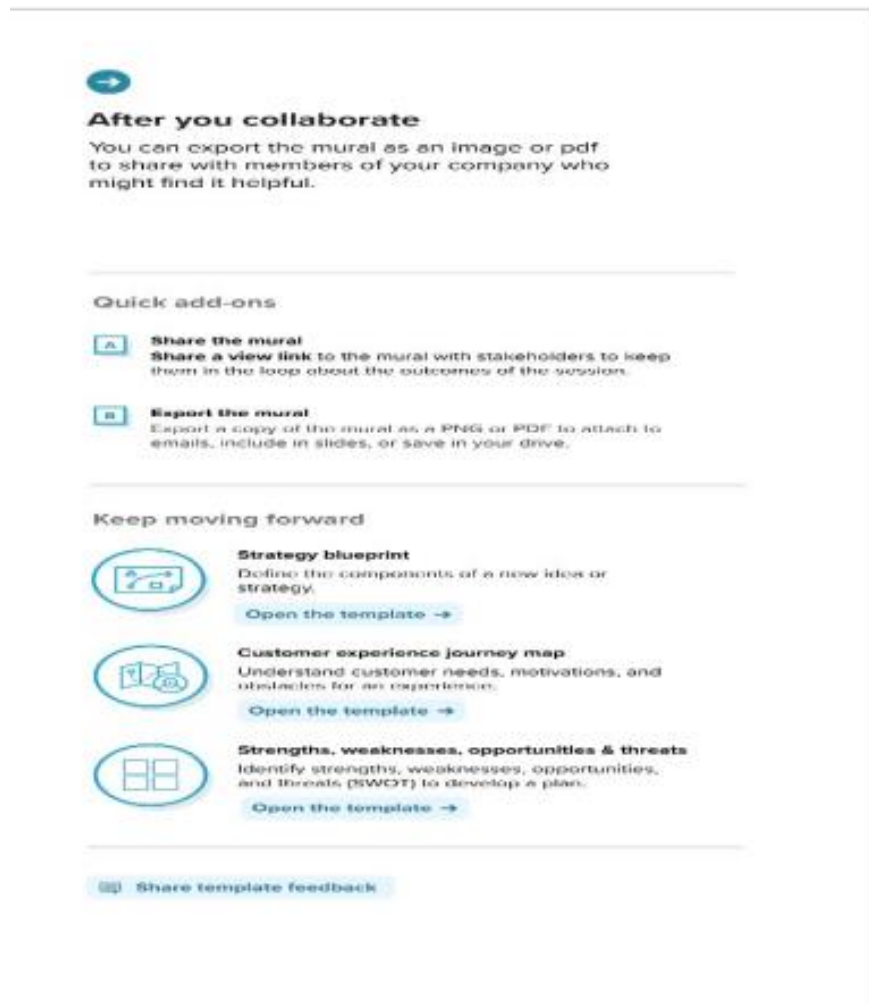 After you collaborate
You can export the mural as an image or pdf
to share with members of your company who
might find it helpful.
Quick add-ons
A
Share the mural
Share a view link to the mural with stakeholders to keep
them in the loop about the outcomes of the session.
B
Export the mural
Export a copy of the mural as a PNG or PDF to attach to
emails, include in slides, or save in your drive.
Keep moving forward
Strategy blueprint
Define the components of a new idea or
strategy.
Open the template →
Customer experience journey map
Understand customer needs, motivations, and
obstacles for an experience.
Open the template →
Strengths, weaknesses, opportunities & threats
Identify strengths, weaknesses, opportunities,
and threats (SWOT) to develop a plan.
Open the template →
Share template feedback